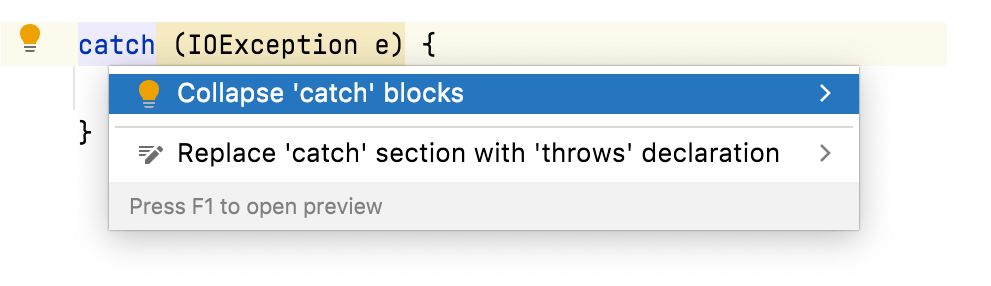 catch (IOException e) {
Collapse 'catch' blocks
}
Replace 'catch' section with 'throws' declaration
Press F1 to open preview